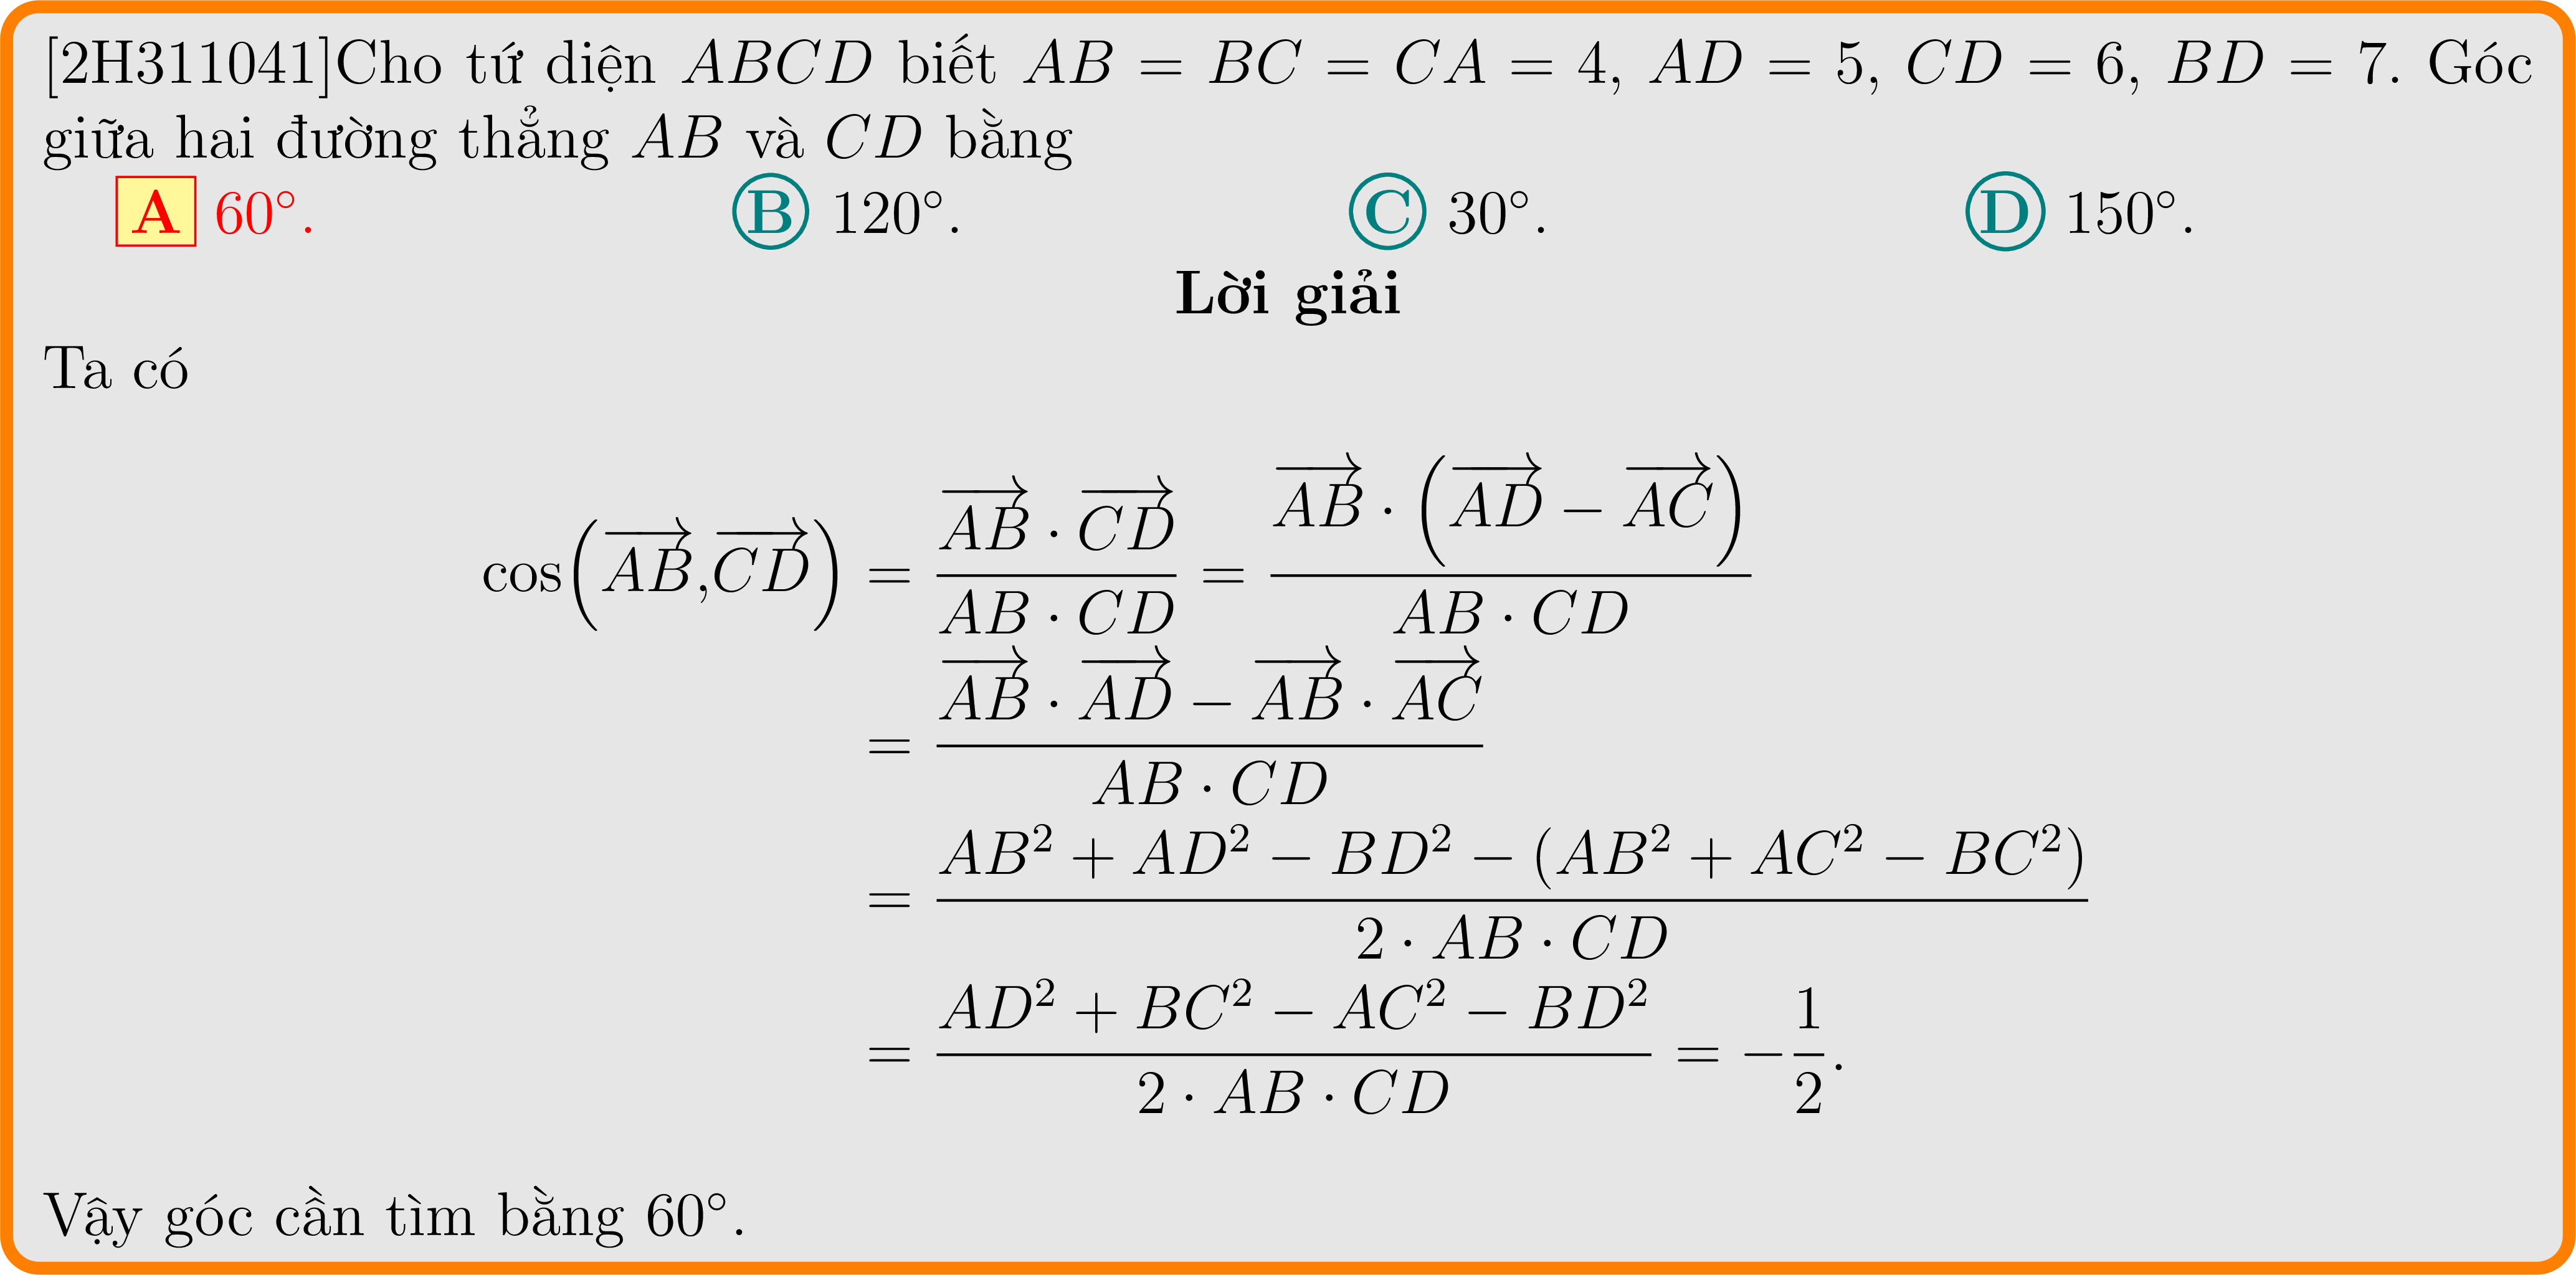 [2H311041]Cho tứ diện ABCD biết AB = BC = CA = 4, AD = 5, CD = 6, BD = 7. Góc
giữa hai đường thẳng AB và CD bằng
A 60°. B 120°. C 30°. D 150°.
Lời giải
Ta có
$\cos\left(\overrightarrow{AB},\overrightarrow{CD}\right) = \frac{\overrightarrow{AB} \cdot \overrightarrow{CD}}{AB \cdot CD} = \frac{\overrightarrow{AB} \cdot \left(\overrightarrow{AD} - \overrightarrow{AC}\right)}{AB \cdot CD}$
$= \frac{\overrightarrow{AB} \cdot \overrightarrow{AD} - \overrightarrow{AB} \cdot \overrightarrow{AC}}{AB \cdot CD}$
$= \frac{AB^2 + AD^2 - BD^2 - (AB^2 + AC^2 - BC^2)}{2 \cdot AB \cdot CD}$
$= \frac{AD^2 + BC^2 - AC^2 - BD^2}{2 \cdot AB \cdot CD} = -\frac{1}{2}.$
Vậy góc cần tìm bằng 60°.